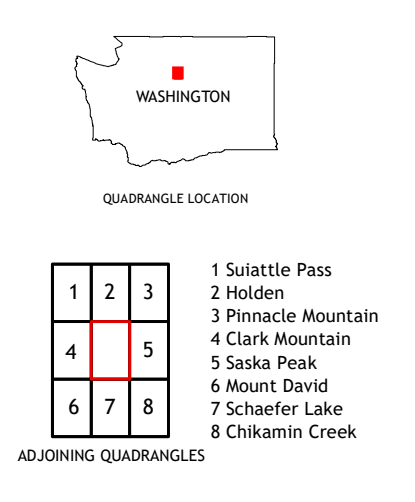 WASHINGTON
QUADRANGLE LOCATION
1 2 3
4 5
6 7 8
1 Suiattle Pass
2 Holden
3 Pinnacle Mountain
4 Clark Mountain
5 Saska Peak
6 Mount David
7 Schaefer Lake
8 Chikamin Creek
ADJOINING QUADRANGLES